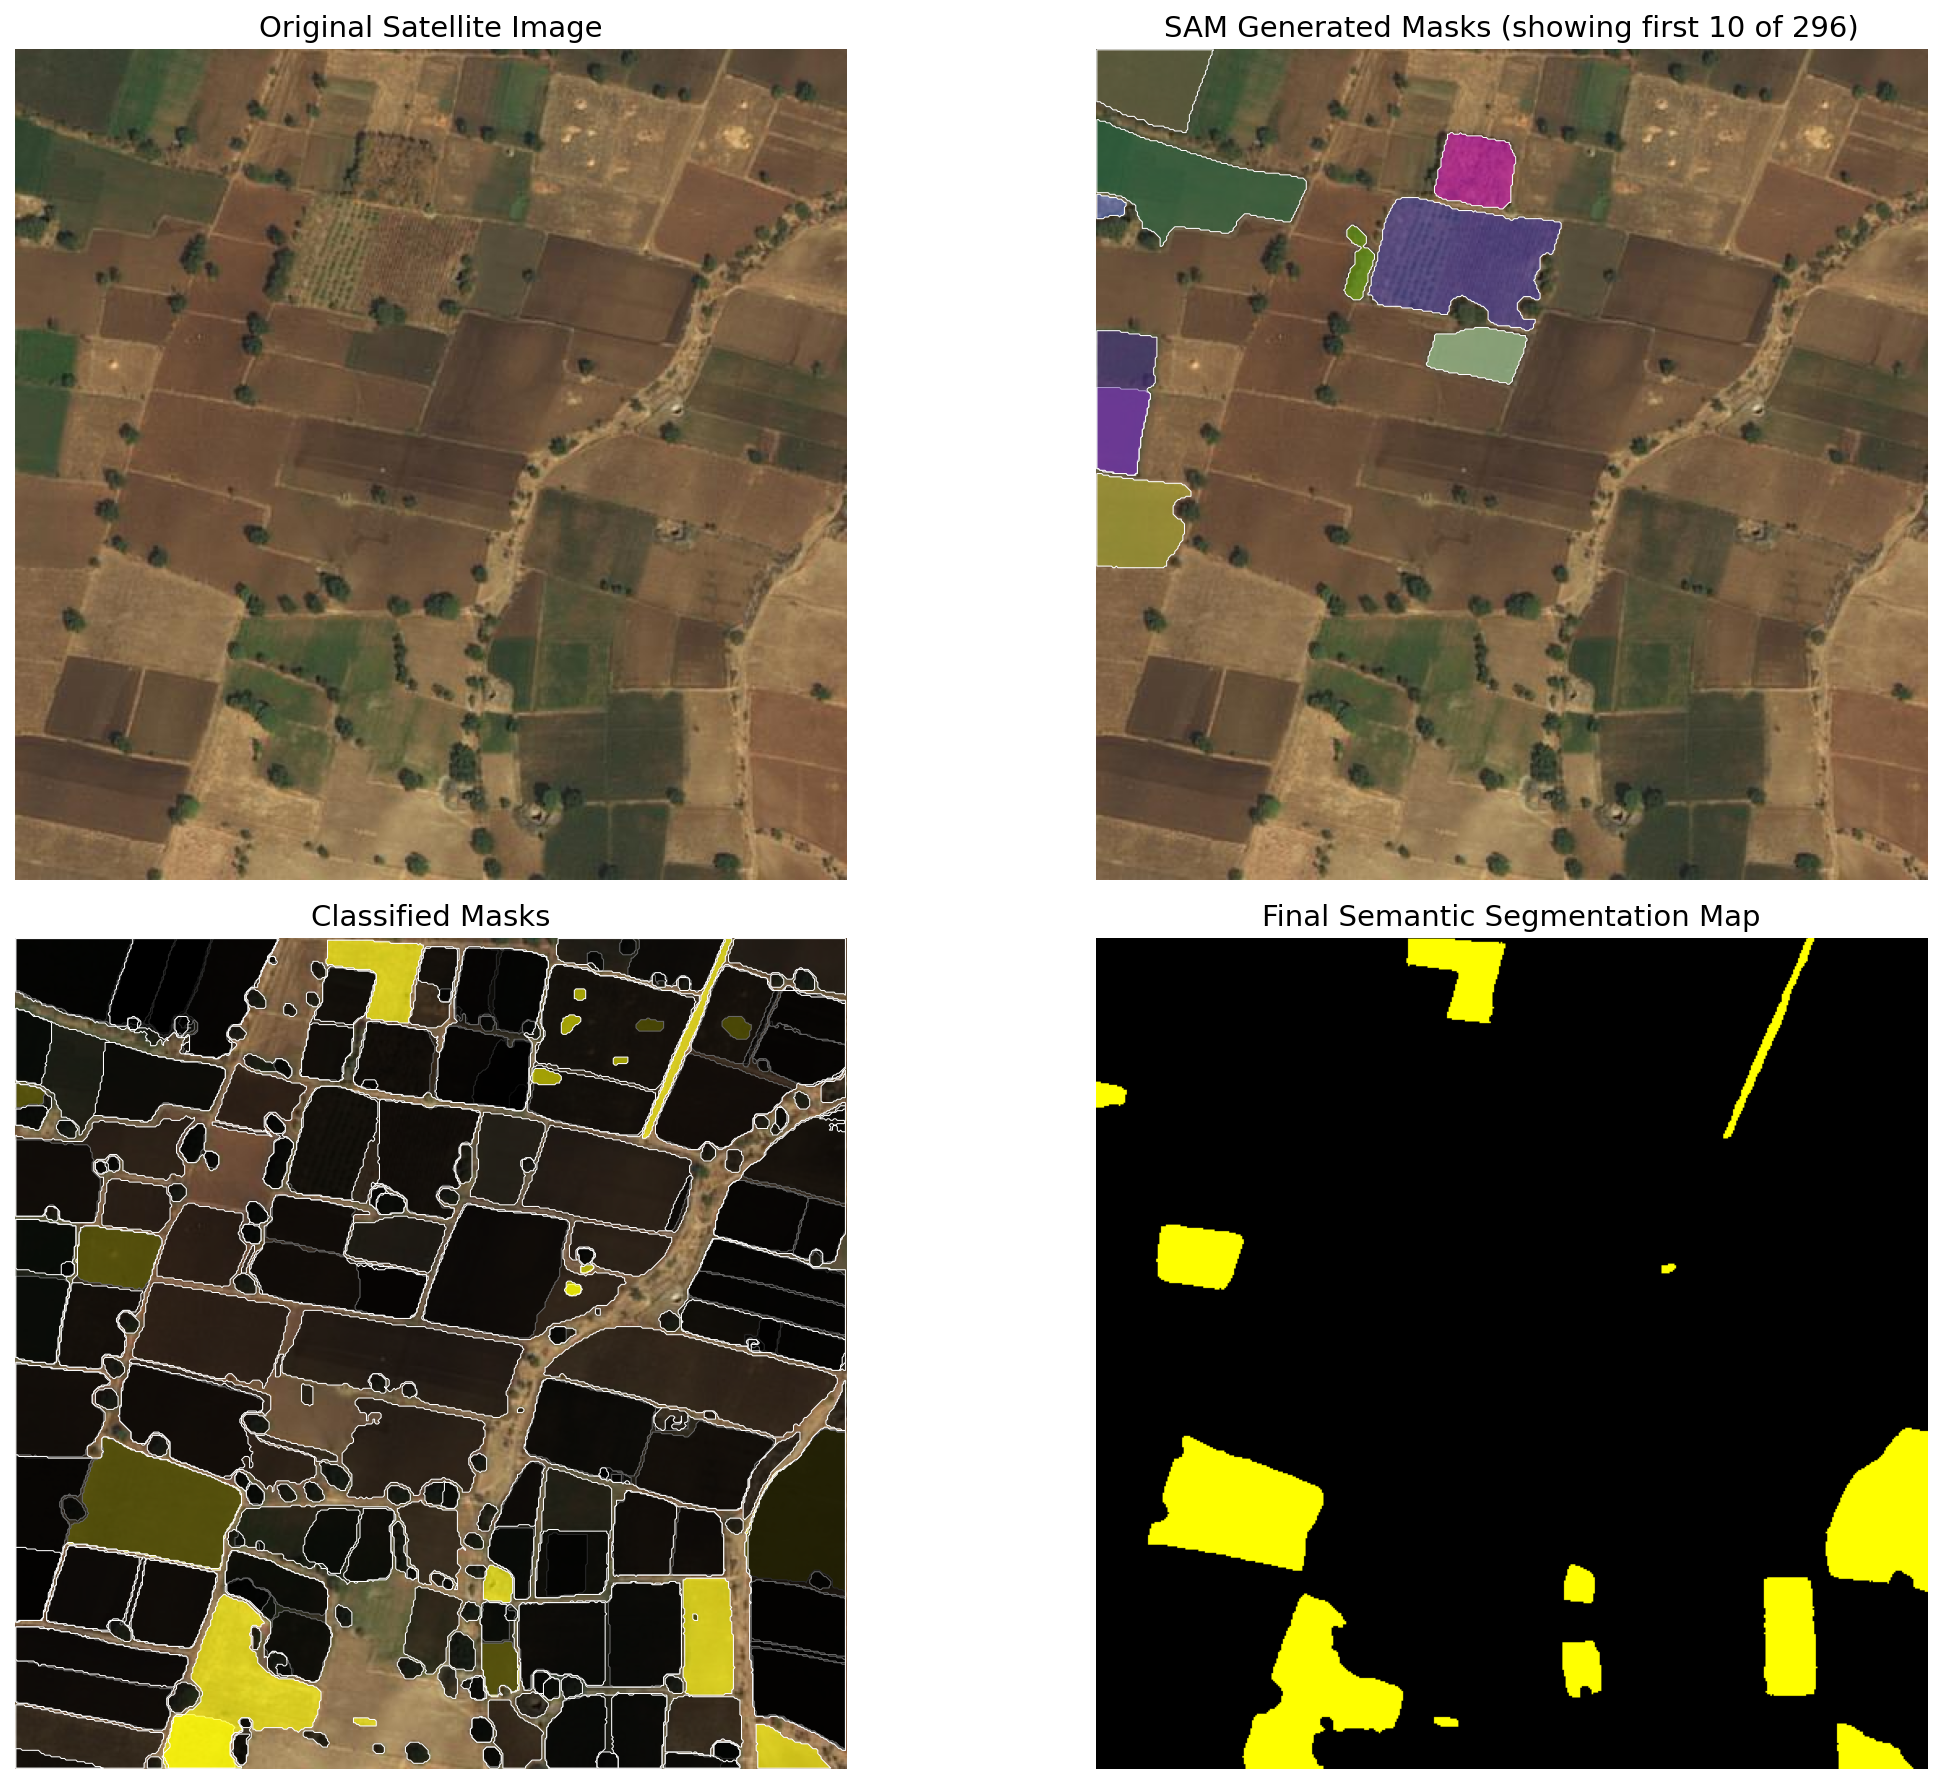 Original Satellite Image
SAM Generated Masks (showing first 10 of 296)
Classified Masks
Final Semantic Segmentation Map